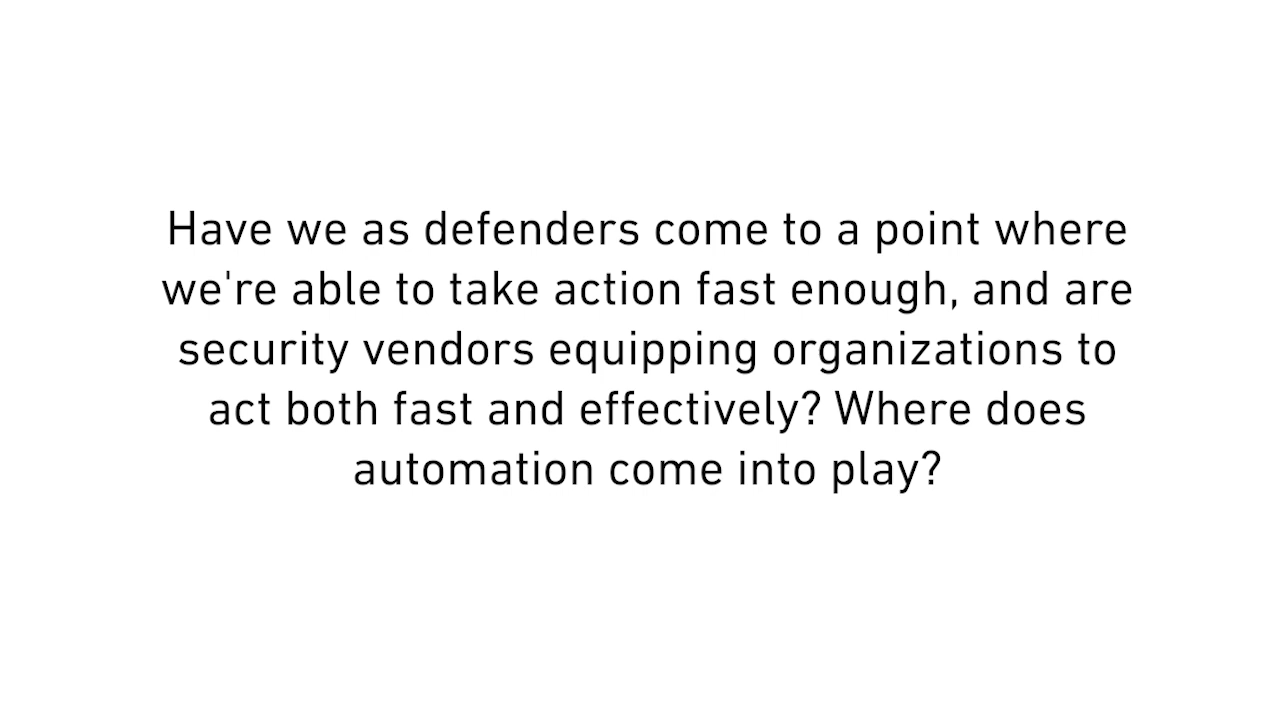 Have we as defenders come to a point where
we're able to take action fast enough, and are
security vendors equipping organizations to
act both fast and effectively? Where does
automation come into play?